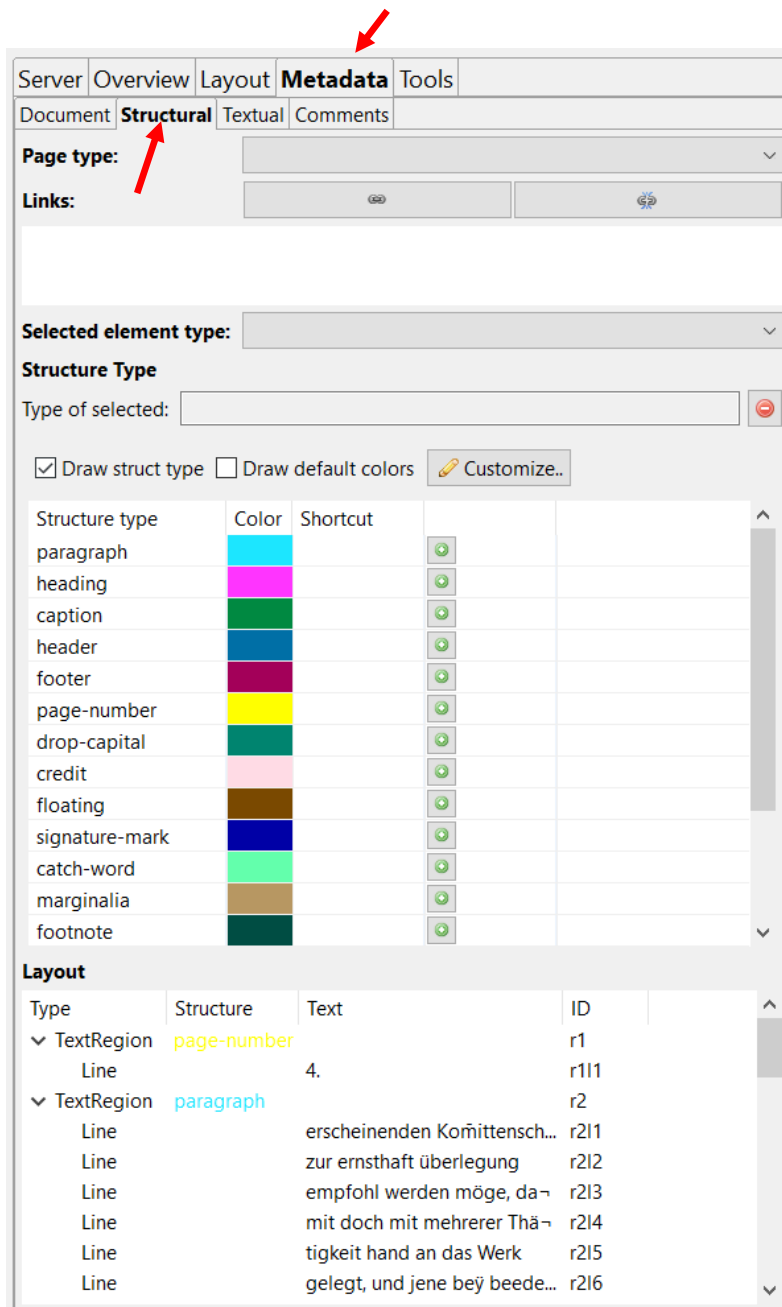 Server Overview Layout Metadata Tools
Document Structural Textual Comments
Page type:
Links:
Selected element type:
Structure Type
Type of selected:
Draw struct type Draw default colors Customize..
Structure type Color Shortcut
paragraph
heading
caption
header
footer
page-number
drop-capital
credit
floating
signature-mark
catch-word
marginalia
footnote
Layout
Type Structure Text ID
TextRegion page-number r1
Line 4. r1l1
TextRegion paragraph r2
Line erscheinenden Kom̃ittensch... r2l1
Line zur ernsthaft überlegung r2l2
Line empfohl werden möge, da¬ r2l3
Line mit doch mit mehrerer Thä¬ r2l4
Line tigkeit hand an das Werk r2l5
Line gelegt, und jene beÿ beede... r2l6